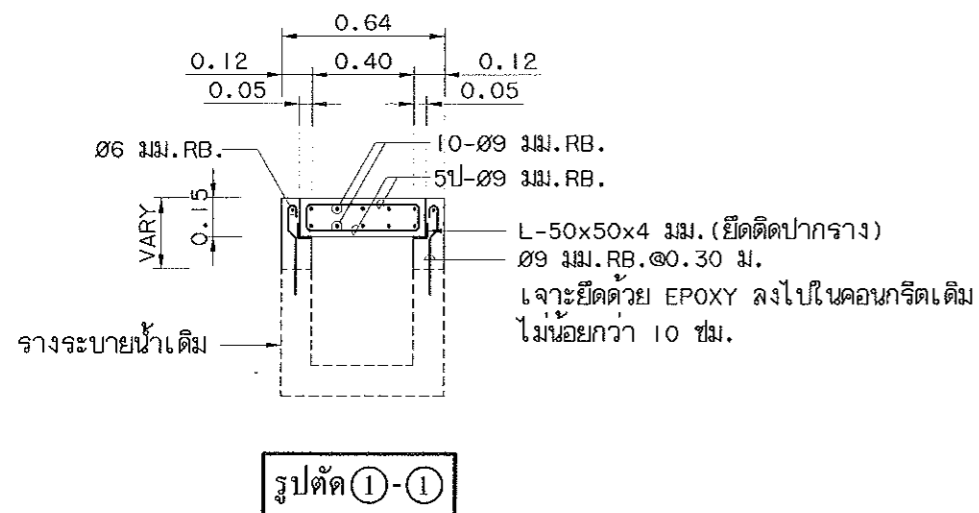 0.64
0.12 0.40 0.12
0.05 0.05
Ø6 มม.RB.
10-Ø9 มม.RB.
5ป-Ø9 มม.RB.
VARY
0.15
L-50x50x4 มม.(ยึดติดปากราง)
Ø9 มม.RB.@0.30 ม.
เจาะยึดด้วย EPOXY ลงไปในคอนกรีตเดิม
ไม่น้อยกว่า 10 ซม.
รางระบายน้ำเดิม
รูปตัด 1-1